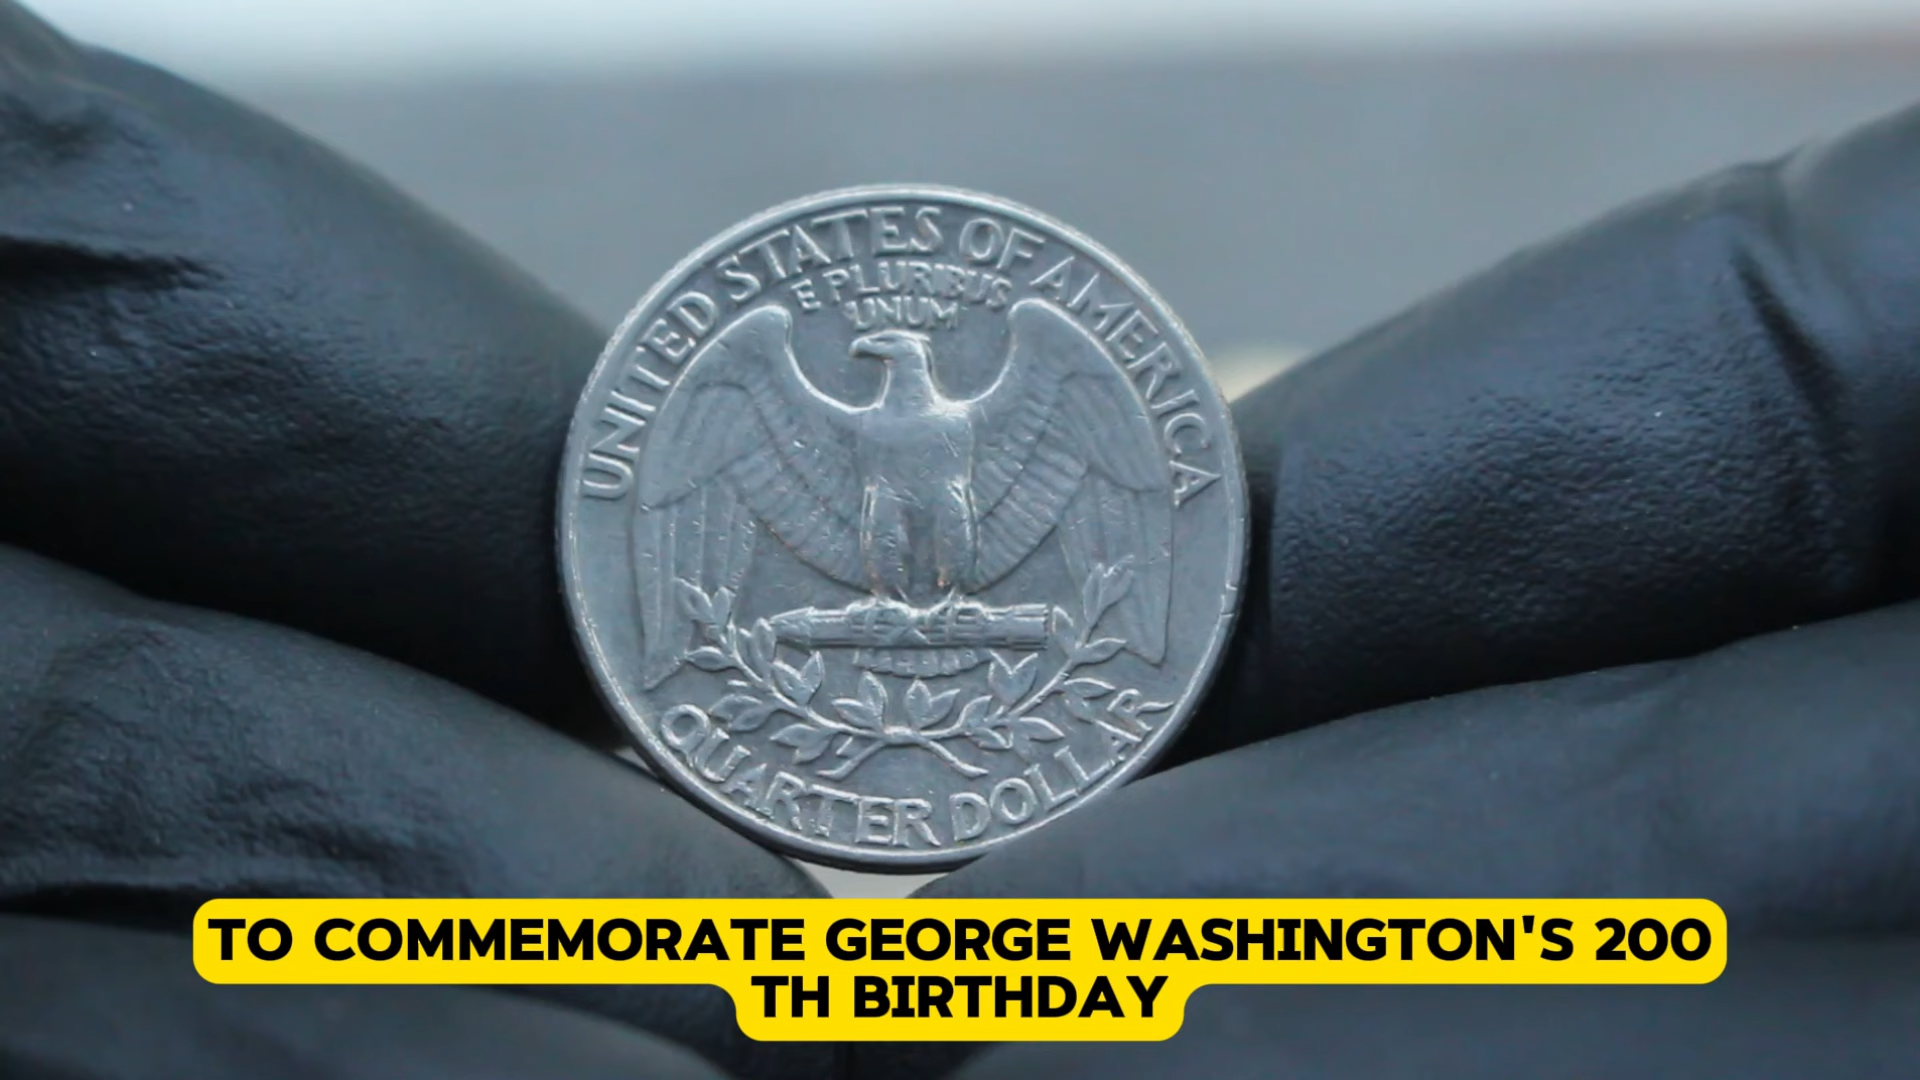 UNITED STATES OF AMERICA
E PLURIBUS
UNUM
QUARTER DOLLAR
TO COMMEMORATE GEORGE WASHINGTON'S 200
TH BIRTHDAY